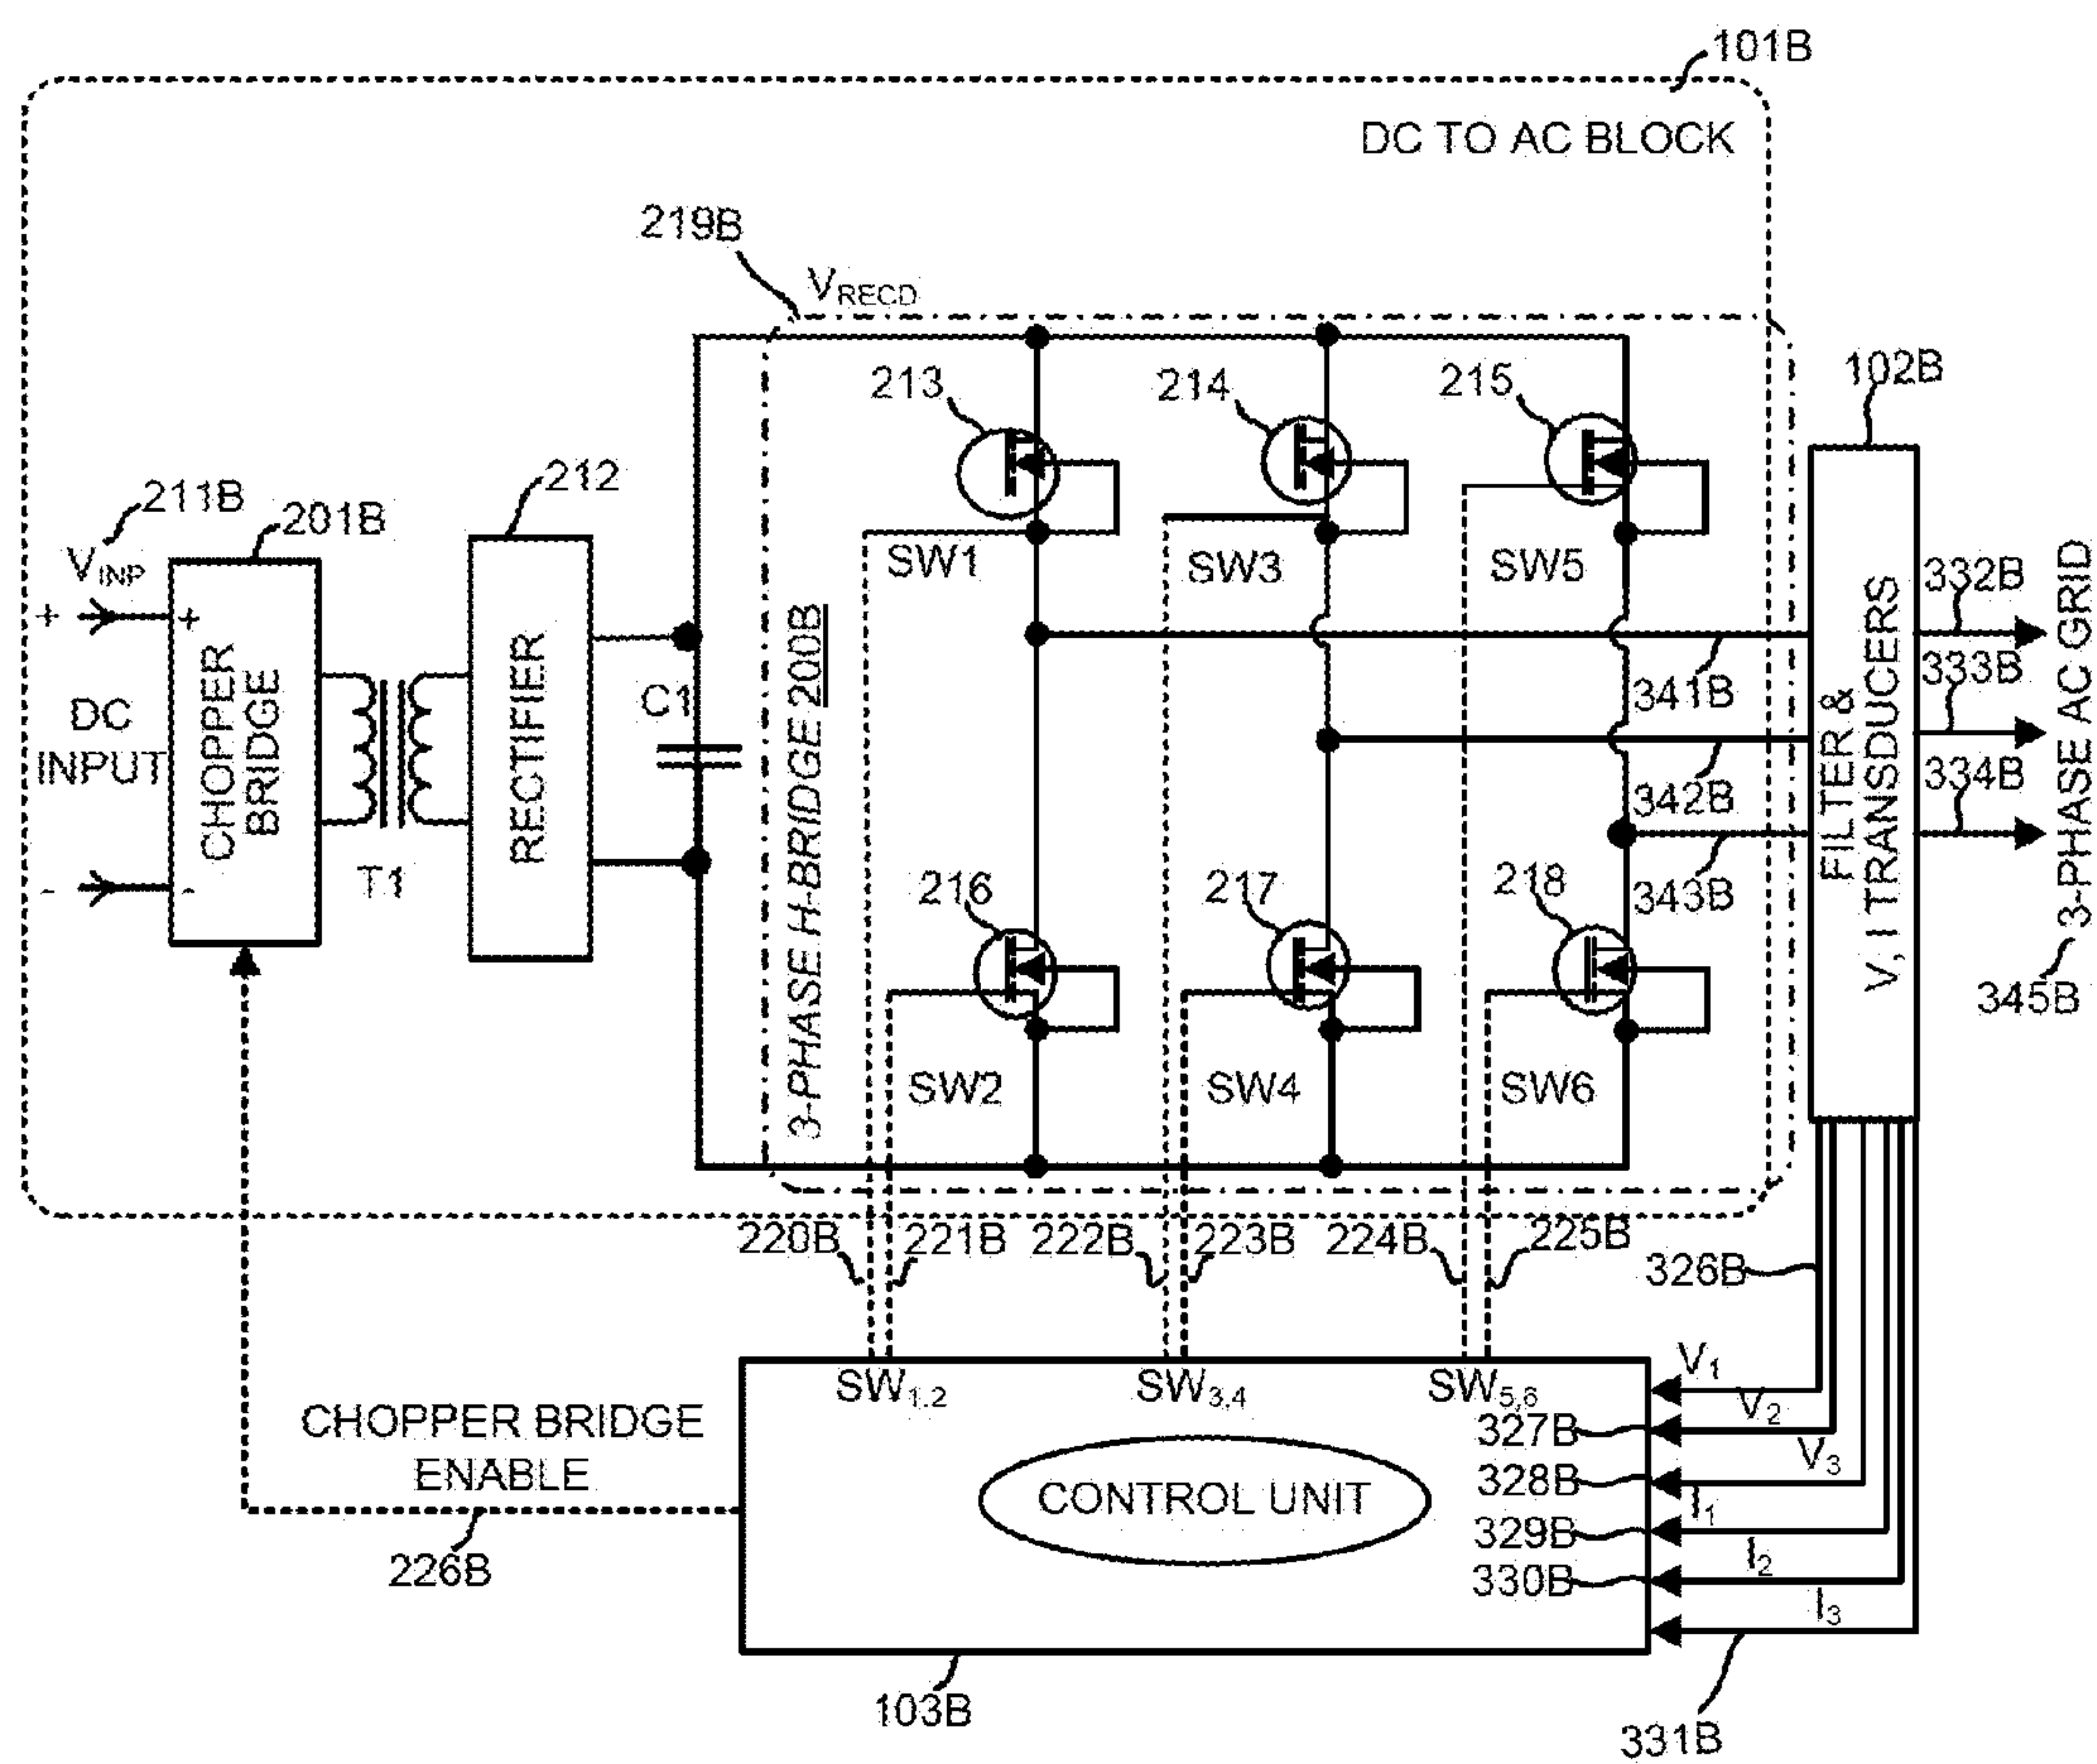 101B
DC TO AC BLOCK
219B
V_RECD
213
214
215
102B
211B
201B
212
V_INP
+
+
-
-
DC
INPUT
CHOPPER
BRIDGE
T1
RECTIFIER
C1
3-PHASE H-BRIDGE 200B
SW1
SW3
SW5
341B
342B
343B
216
217
218
SW2
SW4
SW6
FILTER &
V, I TRANSDUCERS
332B
333B
334B
3-PHASE AC GRID
345B
220B
221B
222B
223B
224B
225B
326B
SW1,2
SW3,4
SW5,6
V1
V2
V3
I1
I2
I3
327B
328B
329B
330B
331B
CHOPPER BRIDGE
ENABLE
226B
CONTROL UNIT
103B